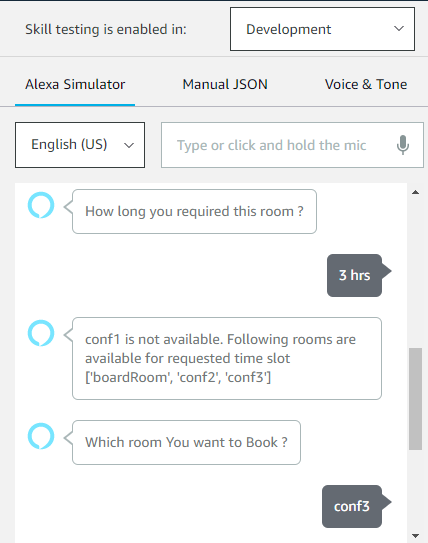 Skill testing is enabled in: Development
Alexa Simulator Manual JSON Voice & Tone
English (US) Type or click and hold the mic
How long you required this room ?
3 hrs
conf1 is not available. Following rooms are
available for requested time slot
['boardRoom', 'conf2', 'conf3']
Which room You want to Book ?
conf3